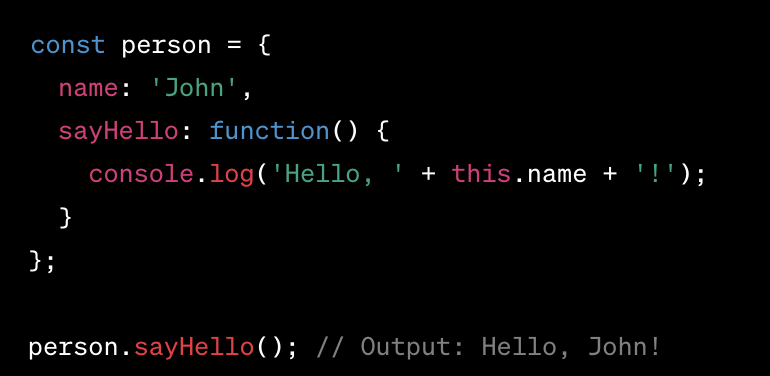 const person = {
  name: 'John',
  sayHello: function() {
    console.log('Hello, ' + this.name + '!');
  }
};

person.sayHello(); // Output: Hello, John!